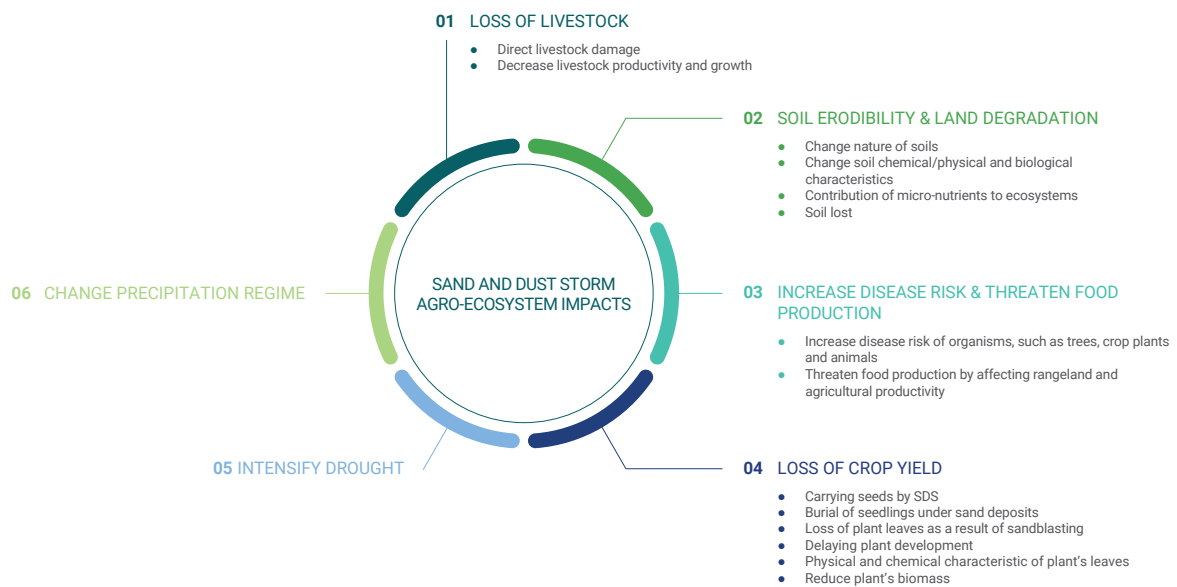 01 LOSS OF LIVESTOCK
● Direct livestock damage
● Decrease livestock productivity and growth
02 SOIL ERODIBILITY & LAND DEGRADATION
● Change nature of soils
● Change soil chemical/physical and biological
characteristics
● Contribution of micro-nutrients to ecosystems
● Soil lost
SAND AND DUST STORM
AGRO-ECOSYSTEM IMPACTS
06 CHANGE PRECIPITATION REGIME
03 INCREASE DISEASE RISK & THREATEN FOOD
PRODUCTION
● Increase disease risk of organisms, such as trees, crop plants
and animals
● Threaten food production by affecting rangeland and
agricultural productivity
05 INTENSIFY DROUGHT
04 LOSS OF CROP YIELD
● Carrying seeds by SDS
● Burial of seedlings under sand deposits
● Loss of plant leaves as a result of sandblasting
● Delaying plant development
● Physical and chemical characteristic of plant's leaves
● Reduce plant's biomass